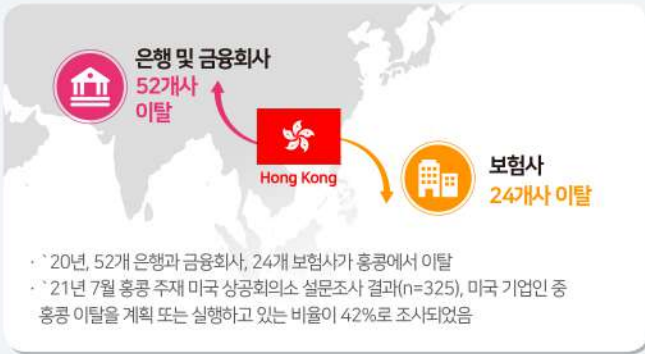 은행 및 금융회사
52개사
이탈
Hong Kong
보험사
24개사 이탈
· `20년, 52개 은행과 금융회사, 24개 보험사가 홍콩에서 이탈
· `21년 7월 홍콩 주재 미국 상공회의소 설문조사 결과(n=325), 미국 기업인 중
홍콩 이탈을 계획 또는 실행하고 있는 비율이 42%로 조사되었음